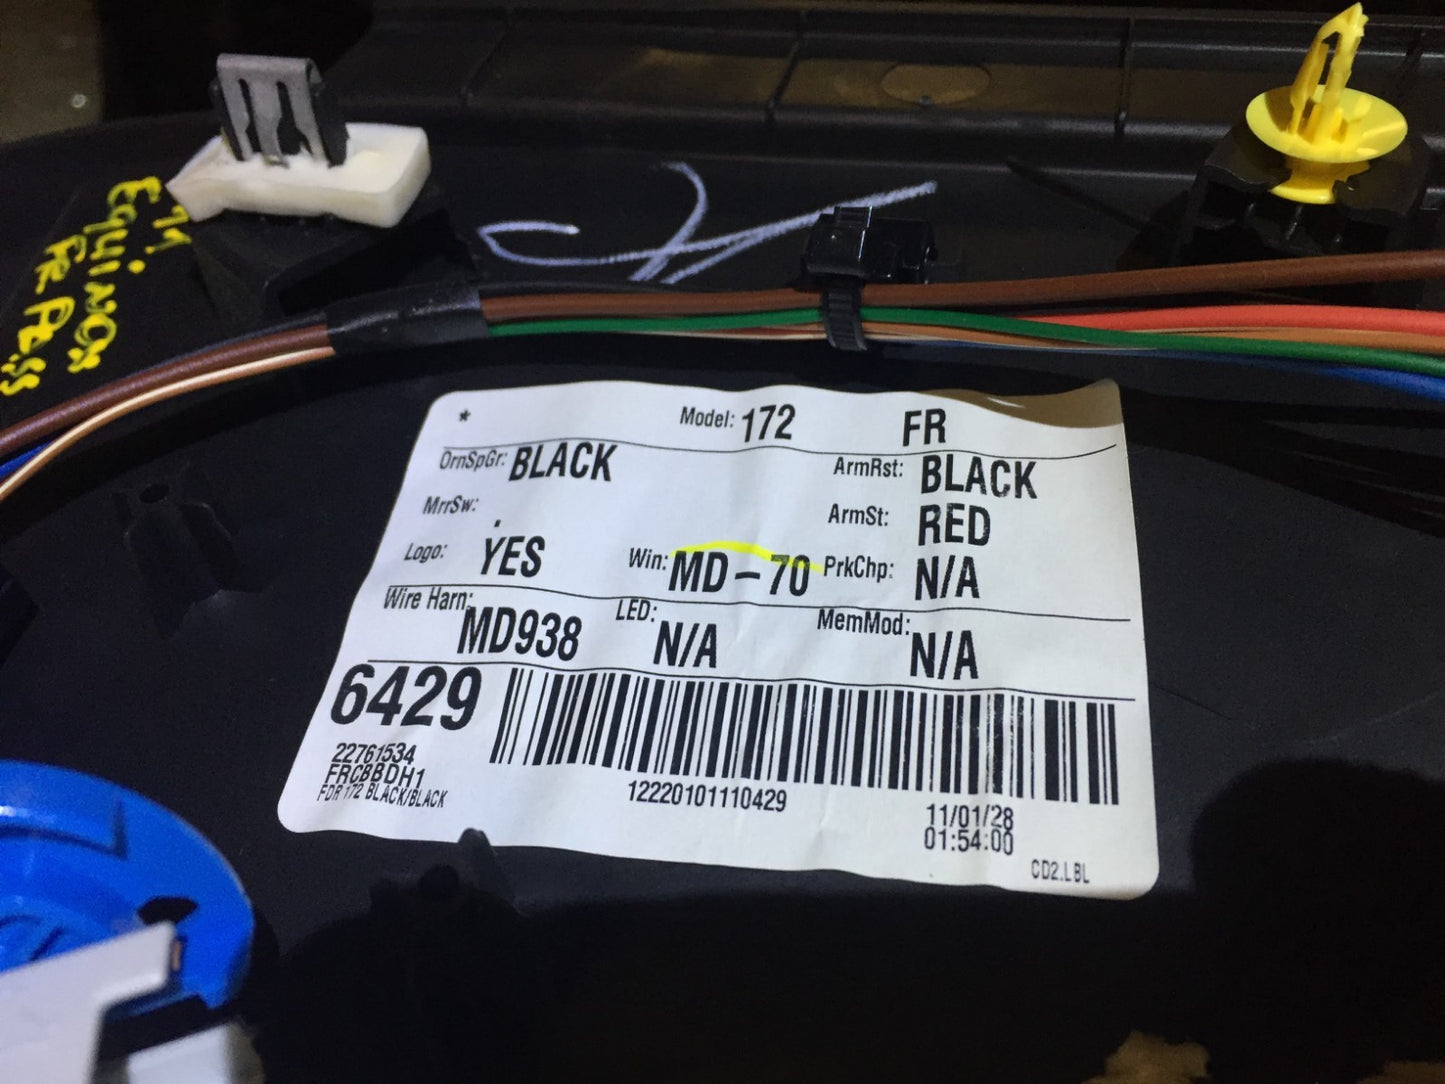 '11
EQUINOX
FR PASS
* Model: 172 FR
OrnSpGr: BLACK ArmRst: BLACK
MrrSw: . ArmSt: RED
Logo: YES Win: MD-70 PrkChp: N/A
Wire Harn: MD938 LED: N/A MemMod: N/A
6429
22761534
FRCBBDH1
FDR 172 BLACK/BLACK
12220101110429
11/01/28
01:54:00
CD2.LBL